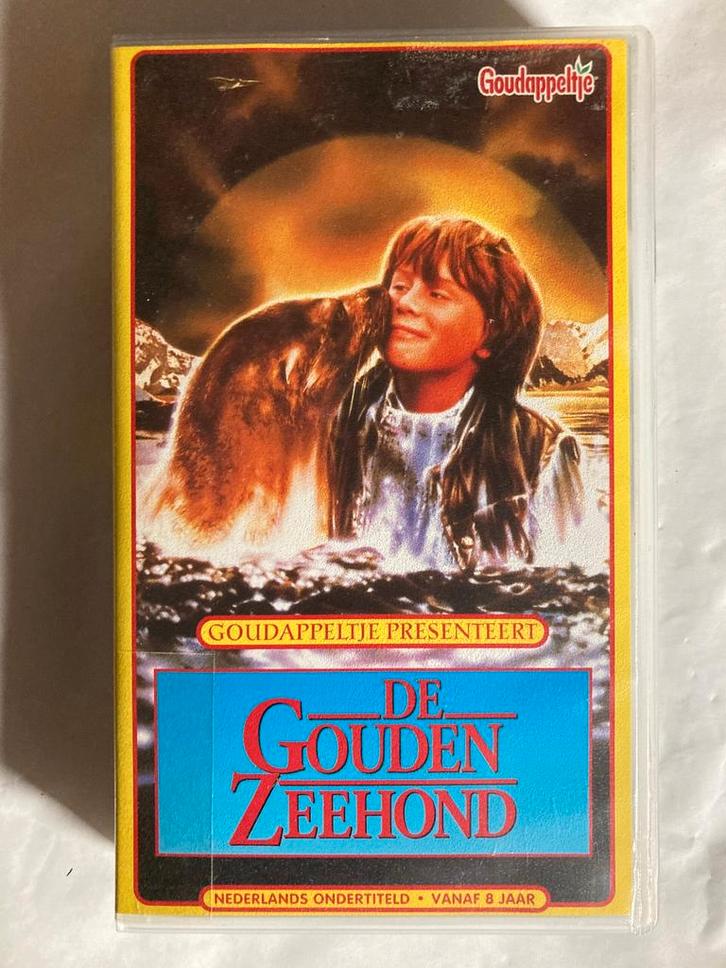 Goudappeltje
GOUDAPPELTJE PRESENTEERT
DE
GOUDEN
ZEEHOND
NEDERLANDS ONDERTITELD • VANAF 8 JAAR